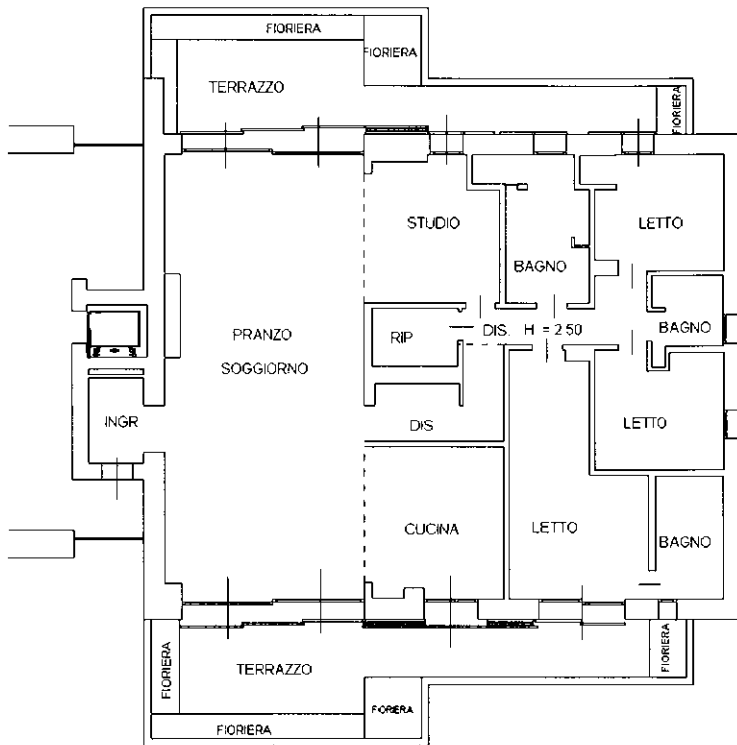 FIORIERA
FIORIERA
TERRAZZO
FIORIERA
STUDIO
LETTO
BAGNO
PRANZO
SOGGIORNO
RIP
DIS. H = 2.50
BAGNO
INGR
DIS
LETTO
CUCINA
LETTO
BAGNO
FIORIERA
TERRAZZO
FIORIERA
FIORIERA
FIORIERA